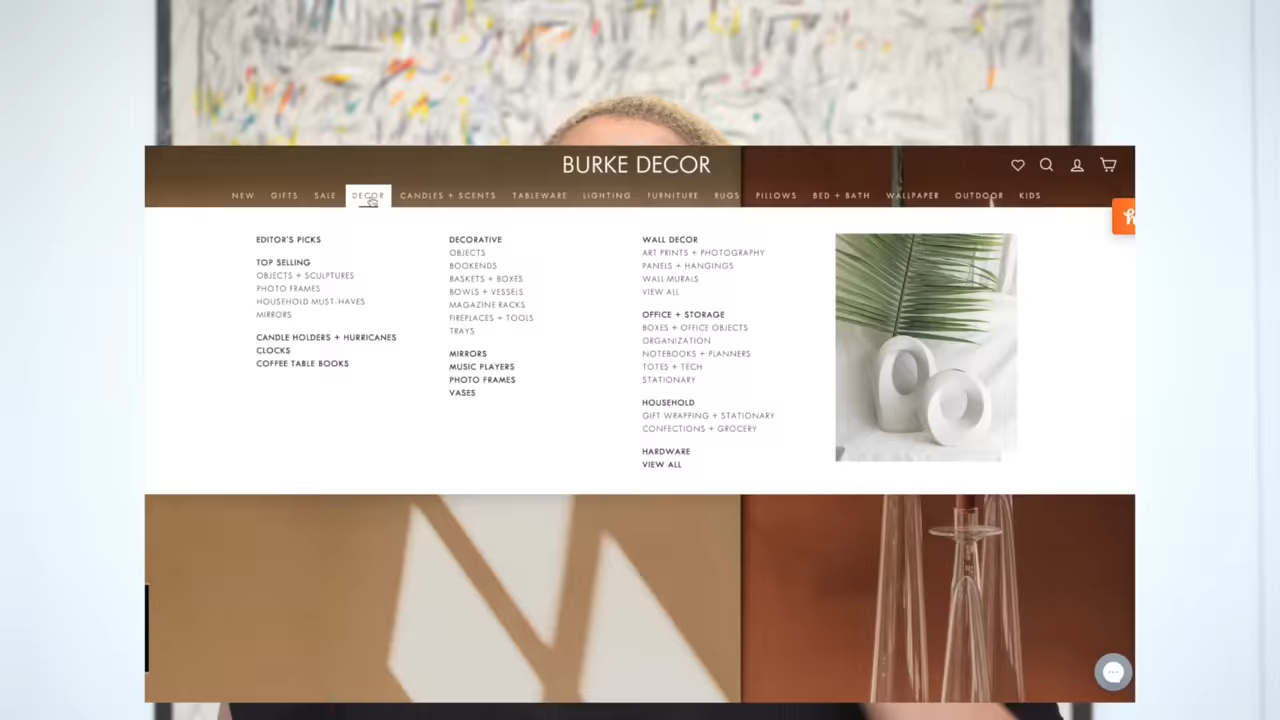 BURKE DECOR
NEW GIFTS SALE DECOR CANDLES + SCENTS TABLEWARE LIGHTING FURNITURE RUGS PILLOWS BED + BATH WALLPAPER OUTDOOR KIDS
EDITOR'S PICKS
TOP SELLING
OBJECTS + SCULPTURES
PHOTO FRAMES
HOUSEHOLD MUST-HAVES
MIRRORS
CANDLE HOLDERS + HURRICANES
CLOCKS
COFFEE TABLE BOOKS
DECORATIVE
OBJECTS
BOOKENDS
BASKETS + BOXES
BOWLS + VESSELS
MAGAZINE RACKS
FIREPLACES + TOOLS
TRAYS
MIRRORS
MUSIC PLAYERS
PHOTO FRAMES
VASES
WALL DECOR
ART PRINTS + PHOTOGRAPHY
PANELS + HANGINGS
WALL MURALS
VIEW ALL
OFFICE + STORAGE
BOXES + OFFICE OBJECTS
ORGANIZATION
NOTEBOOKS + PLANNERS
TOTES + TECH
STATIONARY
HOUSEHOLD
GIFT WRAPPING + STATIONARY
CONFECTIONS + GROCERY
HARDWARE
VIEW ALL